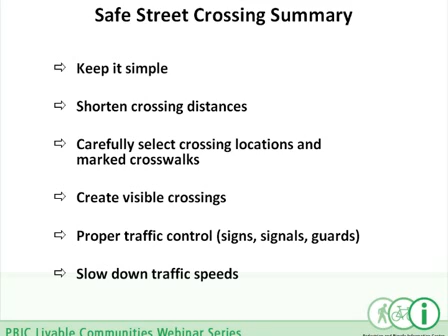 Safe Street Crossing Summary
Keep it simple
Shorten crossing distances
Carefully select crossing locations and
marked crosswalks
Create visible crossings
Proper traffic control (signs, signals, guards)
Slow down traffic speeds
PBIC Livable Communities Webinar Series
i